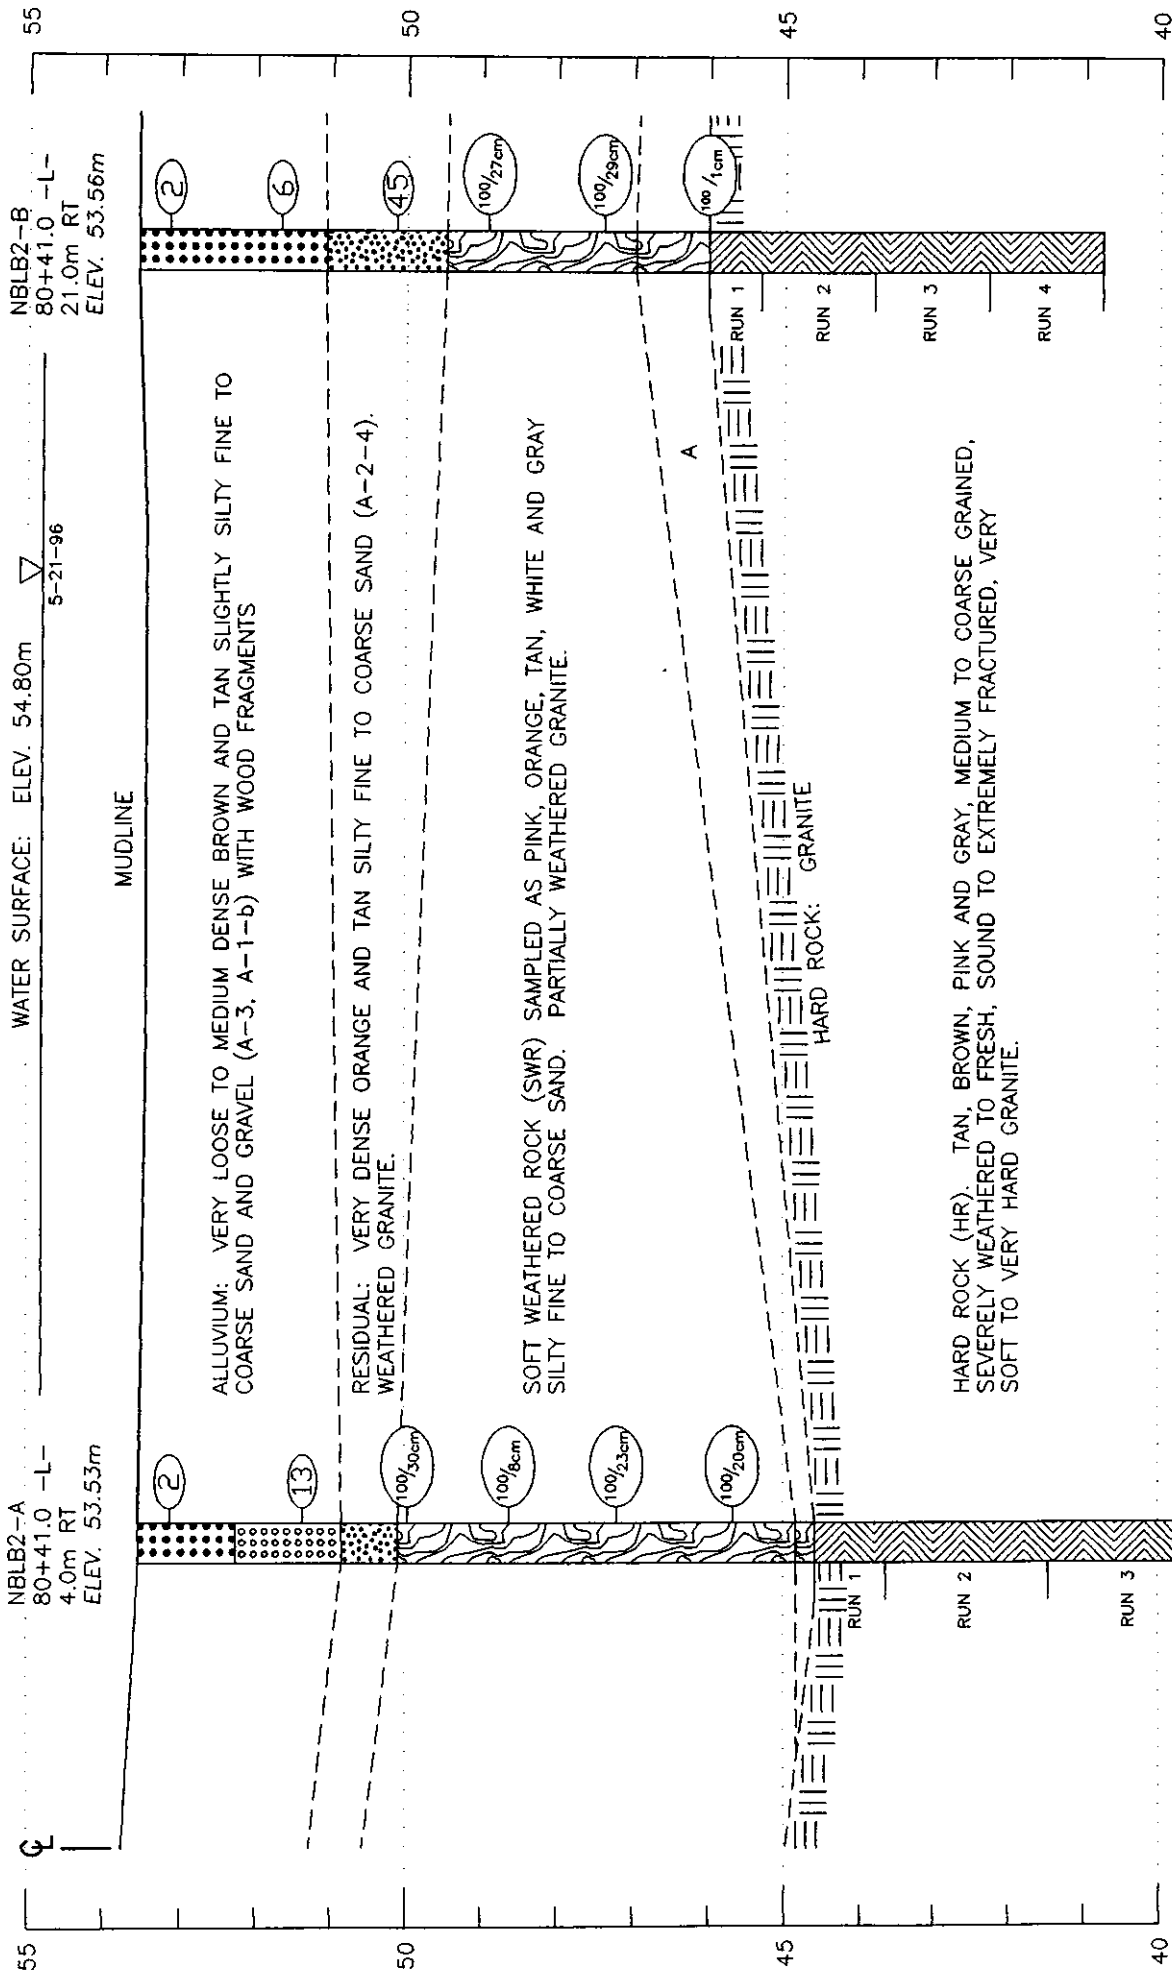 NBLB2-A
80+41.0 -L-
4.0m RT
ELEV. 53.53m
WATER SURFACE: ELEV. 54.80m
5-21-96
NBLB2-B
80+41.0 -L-
21.0m RT
ELEV. 53.56m
55
55
MUDLINE
2
13
100/30cm
100/8cm
100/23cm
100/20cm
2
6
45
100/27cm
100/29cm
100/1cm
ALLUVIUM: VERY LOOSE TO MEDIUM DENSE BROWN AND TAN SLIGHTLY SILTY FINE TO
COARSE SAND AND GRAVEL (A-3, A-1-b) WITH WOOD FRAGMENTS
50
50
RESIDUAL: VERY DENSE ORANGE AND TAN SILTY FINE TO COARSE SAND (A-2-4).
WEATHERED GRANITE.
SOFT WEATHERED ROCK (SWR) SAMPLED AS PINK, ORANGE, TAN, WHITE AND GRAY
SILTY FINE TO COARSE SAND. PARTIALLY WEATHERED GRANITE.
A
45
45
HARD ROCK: GRANITE
RUN 1
RUN 2
RUN 3
RUN 1
RUN 2
RUN 3
RUN 4
HARD ROCK (HR). TAN, BROWN, PINK AND GRAY, MEDIUM TO COARSE GRAINED,
SEVERELY WEATHERED TO FRESH, SOUND TO EXTREMELY FRACTURED, VERY
SOFT TO VERY HARD GRANITE.
40
40